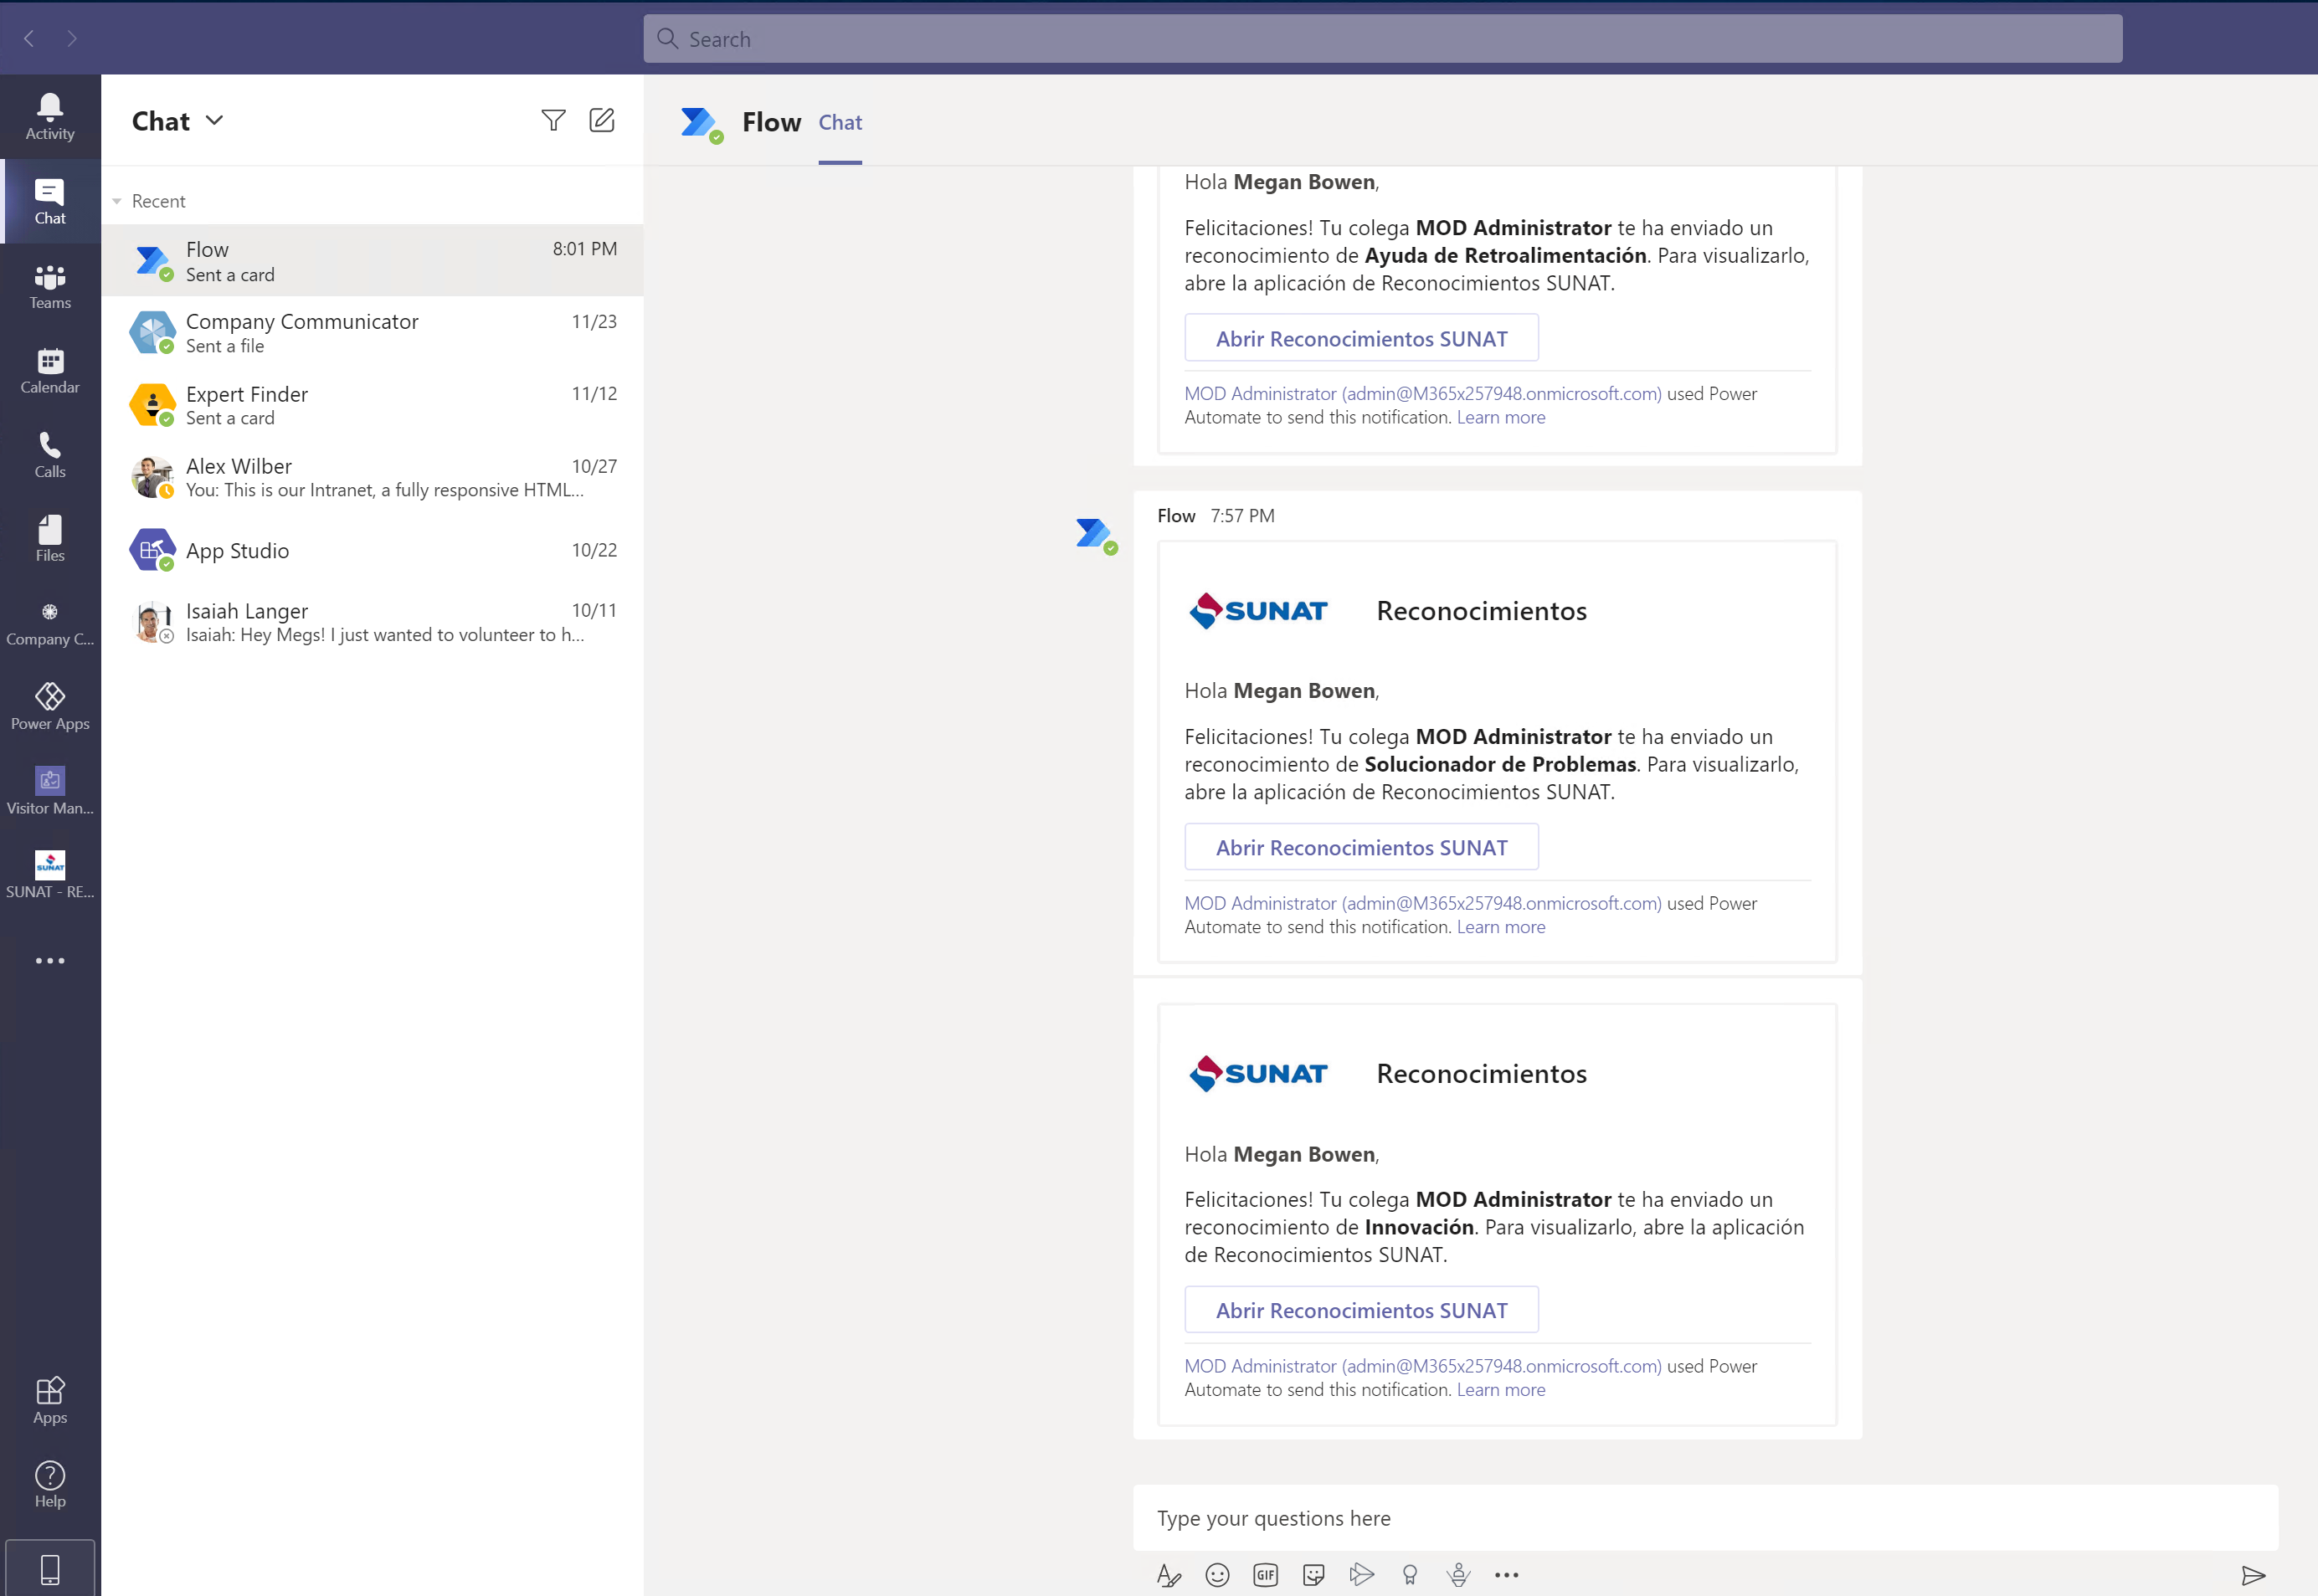 Search
Activity
Chat
Teams
Calendar
Calls
Files
Company C...
Power Apps
Visitor Man...
SUNAT
SUNAT - RE...
Apps
Help
Chat
Recent
Flow 8:01 PM
Sent a card
Company Communicator 11/23
Sent a file
Expert Finder 11/12
Sent a card
Alex Wilber 10/27
You: This is our Intranet, a fully responsive HTML...
App Studio 10/22
Isaiah Langer 10/11
Isaiah: Hey Megs! I just wanted to volunteer to h...
Flow Chat
Hola Megan Bowen,
Felicitaciones! Tu colega MOD Administrator te ha enviado un
reconocimiento de Ayuda de Retroalimentación. Para visualizarlo,
abre la aplicación de Reconocimientos SUNAT.
Abrir Reconocimientos SUNAT
MOD Administrator (admin@M365x257948.onmicrosoft.com) used Power
Automate to send this notification. Learn more
Flow 7:57 PM
SUNAT Reconocimientos
Hola Megan Bowen,
Felicitaciones! Tu colega MOD Administrator te ha enviado un
reconocimiento de Solucionador de Problemas. Para visualizarlo,
abre la aplicación de Reconocimientos SUNAT.
Abrir Reconocimientos SUNAT
MOD Administrator (admin@M365x257948.onmicrosoft.com) used Power
Automate to send this notification. Learn more
SUNAT Reconocimientos
Hola Megan Bowen,
Felicitaciones! Tu colega MOD Administrator te ha enviado un
reconocimiento de Innovación. Para visualizarlo, abre la aplicación
de Reconocimientos SUNAT.
Abrir Reconocimientos SUNAT
MOD Administrator (admin@M365x257948.onmicrosoft.com) used Power
Automate to send this notification. Learn more
Type your questions here
GIF